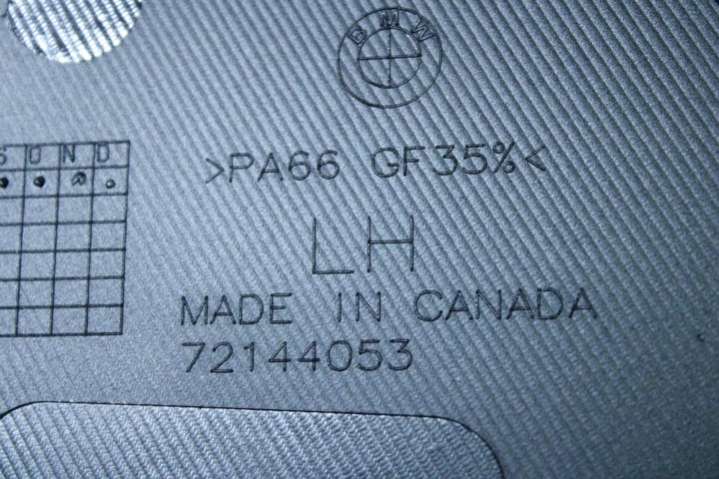 BMW
S O N D
>PA66 GF35%<
LH
MADE IN CANADA
72144053